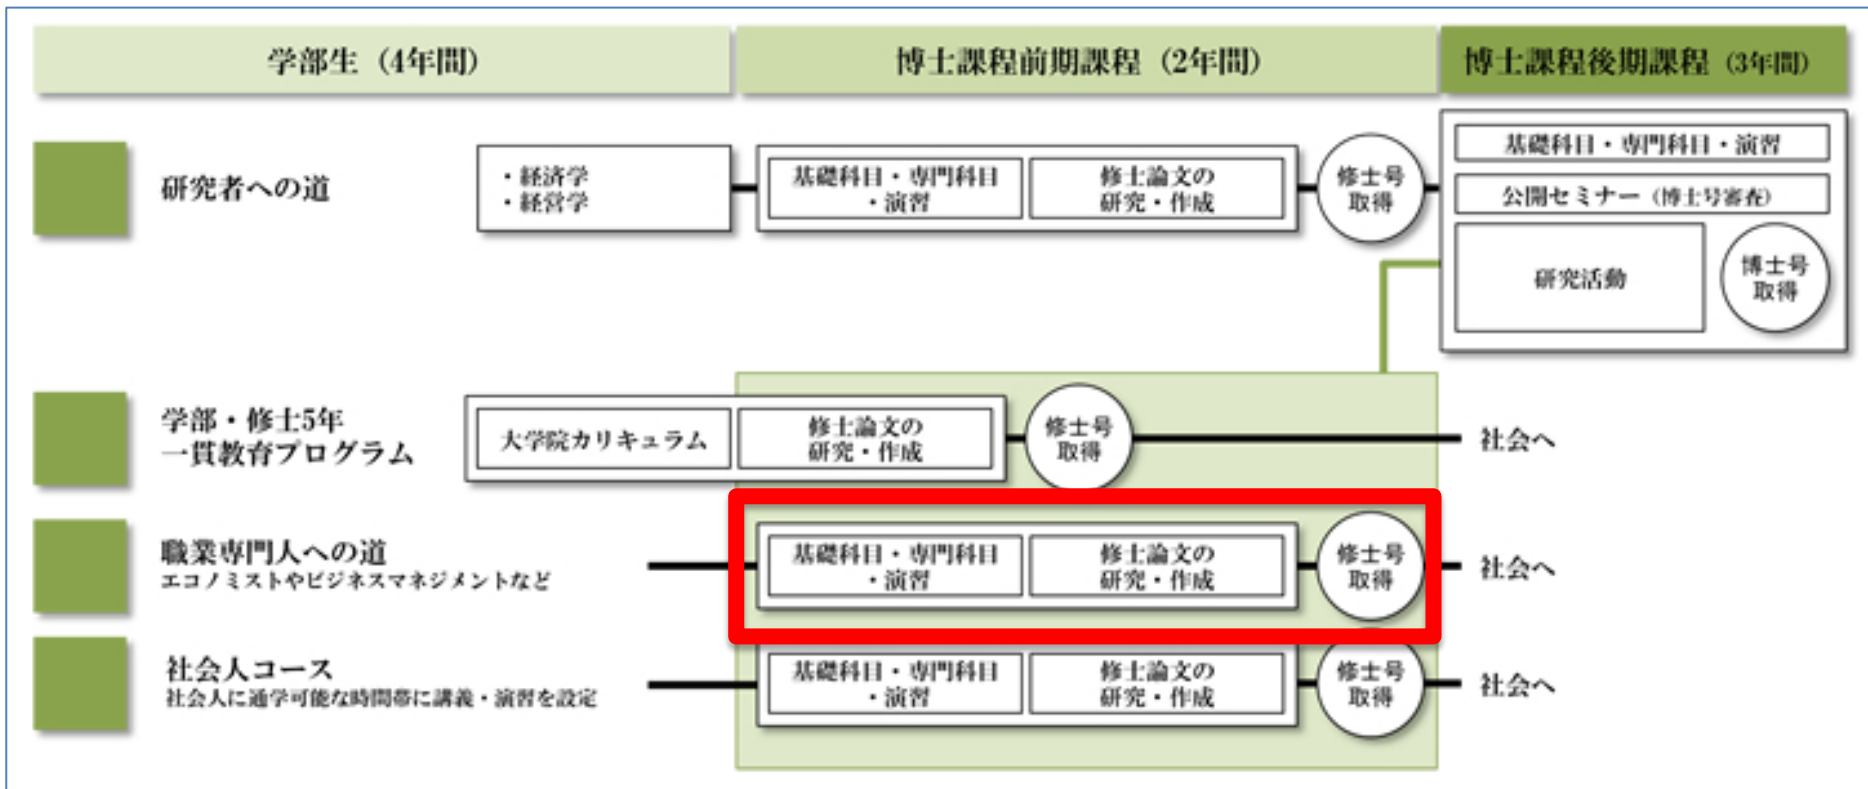 学部生（4年間）
博士課程前期課程（2年間）
博士課程後期課程（3年間）
研究者への道
・経済学
・経営学
基礎科目・専門科目
・演習
修士論文の
研究・作成
修士号
取得
基礎科目・専門科目・演習
公開セミナー（博士号審査）
研究活動
博士号
取得
学部・修士5年
一貫教育プログラム
大学院カリキュラム
修士論文の
研究・作成
修士号
取得
社会へ
職業専門人への道
エコノミストやビジネスマネジメントなど
基礎科目・専門科目
・演習
修士論文の
研究・作成
修士号
取得
社会へ
社会人コース
社会人に通学可能な時間帯に講義・演習を設定
基礎科目・専門科目
・演習
修士論文の
研究・作成
修士号
取得
社会へ